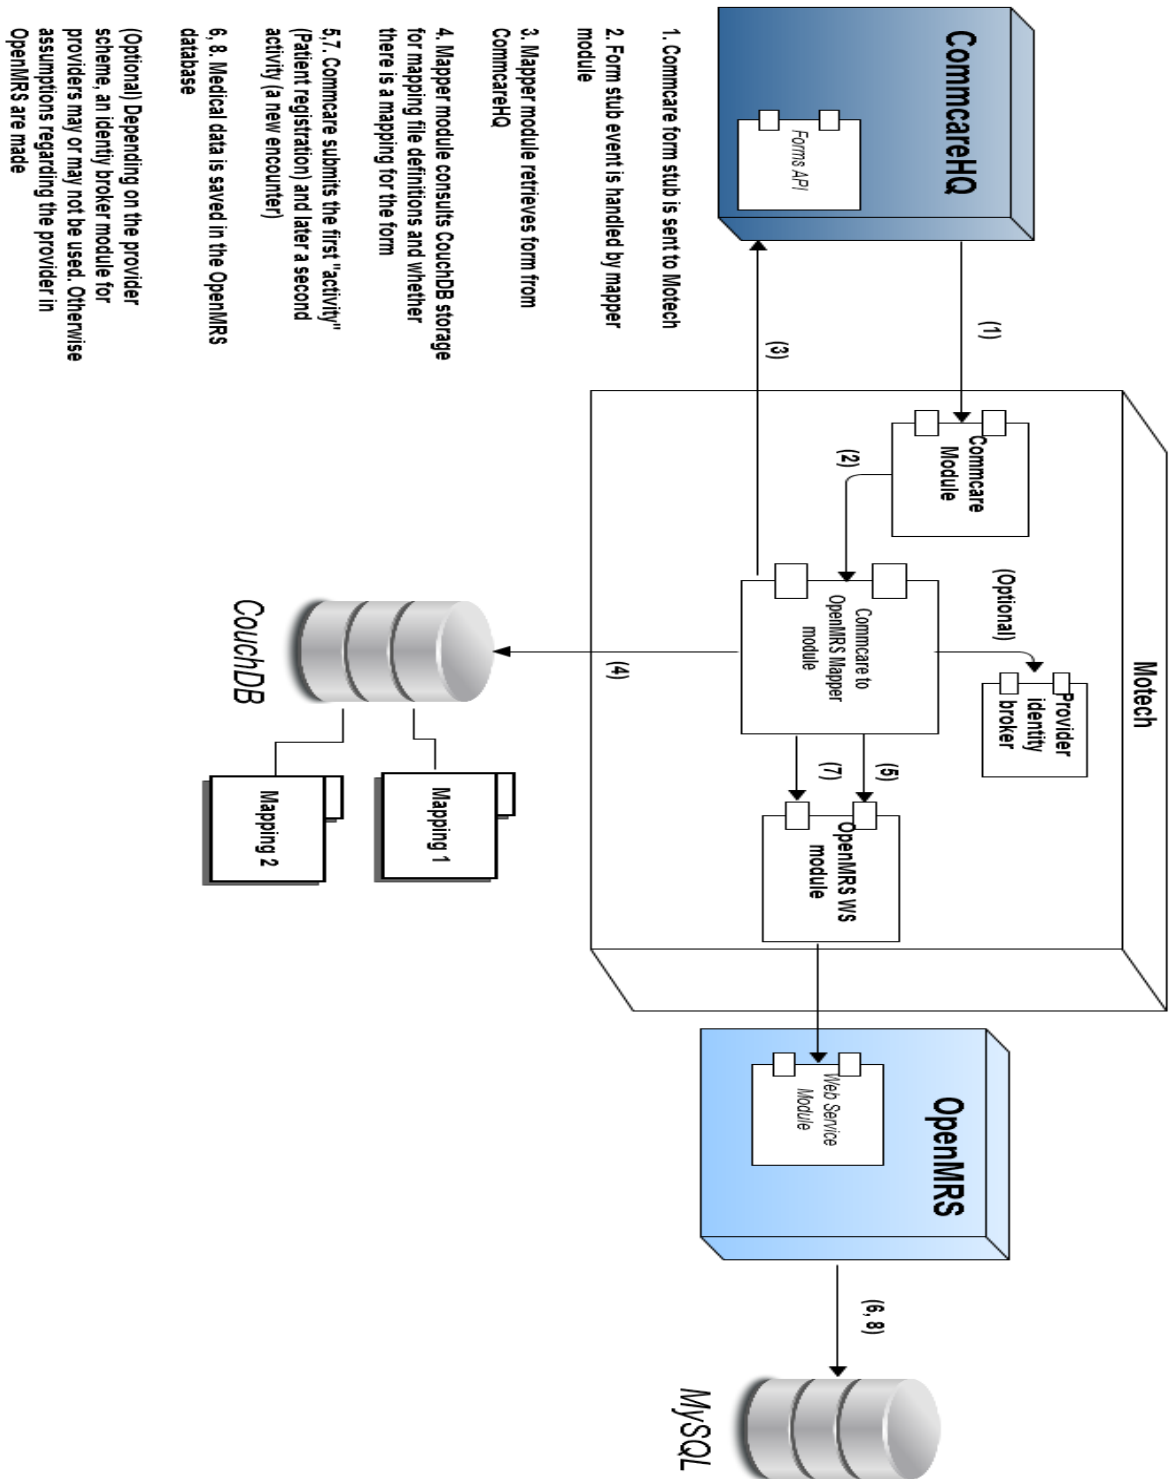 CommcareHQ
Forms API
(1)
(3)
Motech
Commcare
Module
(2)
(Optional)
Provider
identity
broker
Commcare to
OpenMRS Mapper
module
(5)
(7)
OpenMRS WS
module
(4)
OpenMRS
Web Service
Module
(6, 8)
MySQL
CouchDB
Mapping 1
Mapping 2
1. Commcare form stub is sent to Motech
2. Form stub event is handled by mapper
module
3. Mapper module retrieves form from
CommcareHQ
4. Mapper module consults CouchDB storage
for mapping file definitions and whether
there is a mapping for the form
5,7. Commcare submits the first "activity"
(Patient registration) and later a second
activity (a new encounter)
6, 8. Medical data is saved in the OpenMRS
database
(Optional) Depending on the provider
scheme, an identiy broker module for
providers may or may not be used. Otherwise
assumptions regarding the provider in
OpenMRS are made